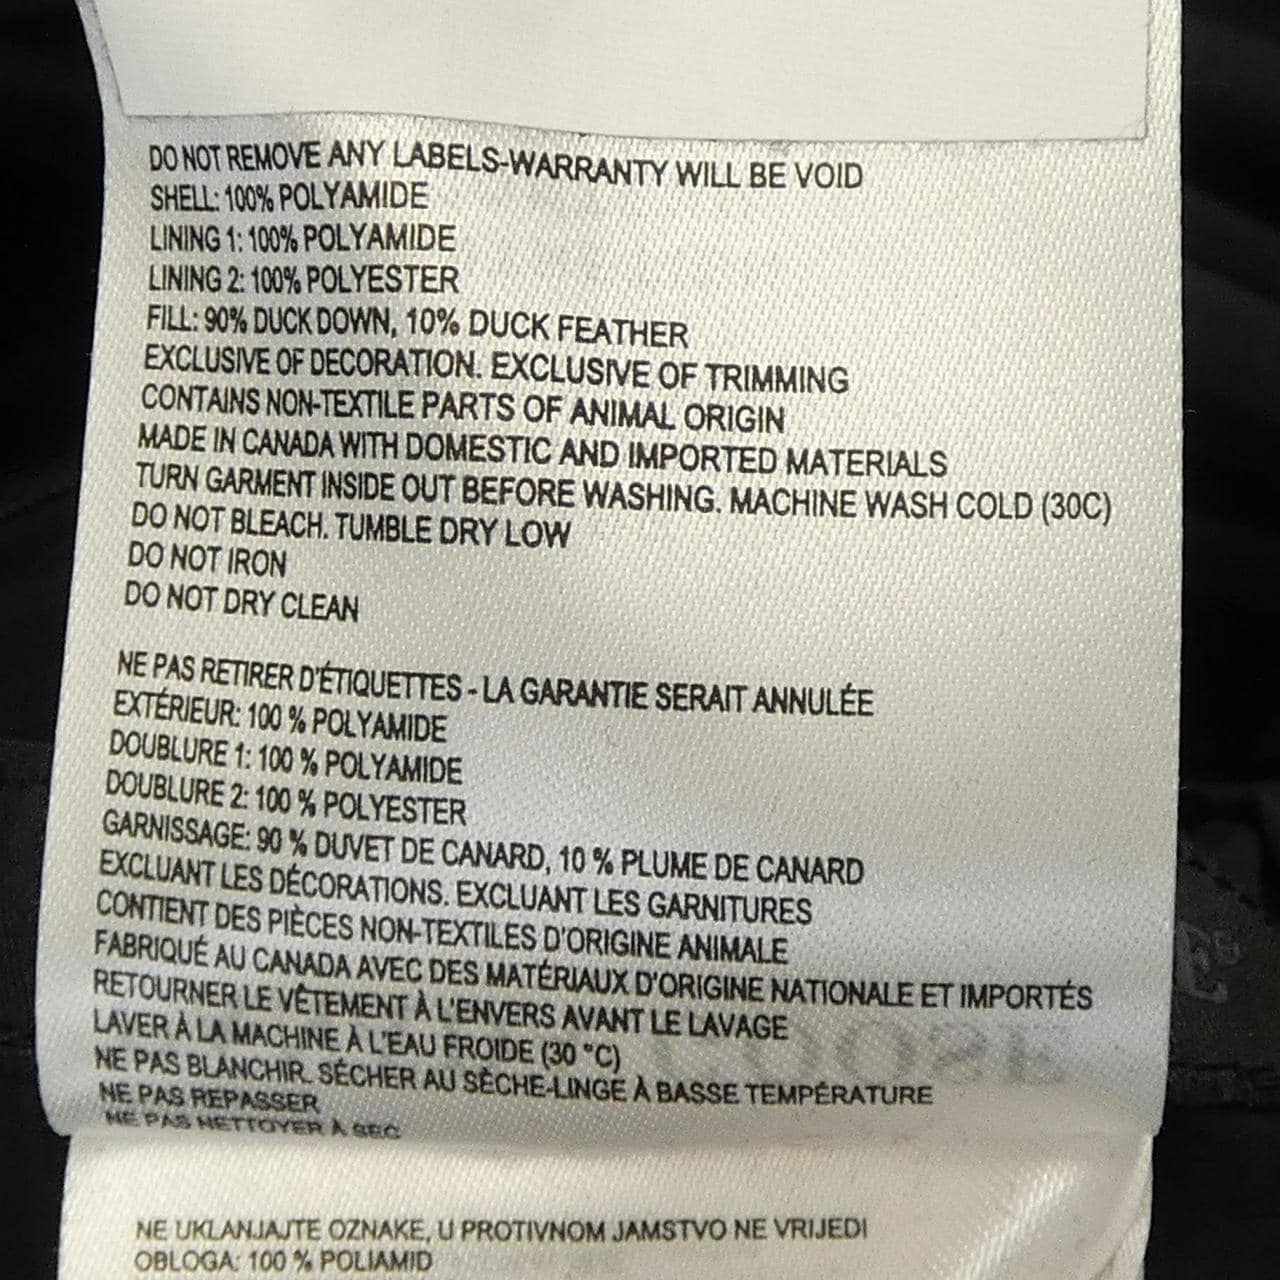 DO NOT REMOVE ANY LABELS-WARRANTY WILL BE VOID
SHELL: 100% POLYAMIDE
LINING 1: 100% POLYAMIDE
LINING 2: 100% POLYESTER
FILL: 90% DUCK DOWN, 10% DUCK FEATHER
EXCLUSIVE OF DECORATION. EXCLUSIVE OF TRIMMING
CONTAINS NON-TEXTILE PARTS OF ANIMAL ORIGIN
MADE IN CANADA WITH DOMESTIC AND IMPORTED MATERIALS
TURN GARMENT INSIDE OUT BEFORE WASHING. MACHINE WASH COLD (30C)
DO NOT BLEACH. TUMBLE DRY LOW
DO NOT IRON
DO NOT DRY CLEAN
NE PAS RETIRER D'ÉTIQUETTES - LA GARANTIE SERAIT ANNULÉE
EXTÉRIEUR: 100 % POLYAMIDE
DOUBLURE 1: 100 % POLYAMIDE
DOUBLURE 2: 100 % POLYESTER
GARNISSAGE: 90 % DUVET DE CANARD, 10 % PLUME DE CANARD
EXCLUANT LES DÉCORATIONS. EXCLUANT LES GARNITURES
CONTIENT DES PIÈCES NON-TEXTILES D'ORIGINE ANIMALE
FABRIQUÉ AU CANADA AVEC DES MATÉRIAUX D'ORIGINE NATIONALE ET IMPORTÉS
RETOURNER LE VÊTEMENT À L'ENVERS AVANT LE LAVAGE
LAVER À LA MACHINE À L'EAU FROIDE (30 °C)
NE PAS BLANCHIR. SÉCHER AU SÈCHE-LINGE À BASSE TEMPÉRATURE
NE PAS REPASSER
NE PAS NETTOYER À SEC
NE UKLANJAJTE OZNAKE, U PROTIVNOM JAMSTVO NE VRIJEDI
OBLOGA: 100 % POLIAMID